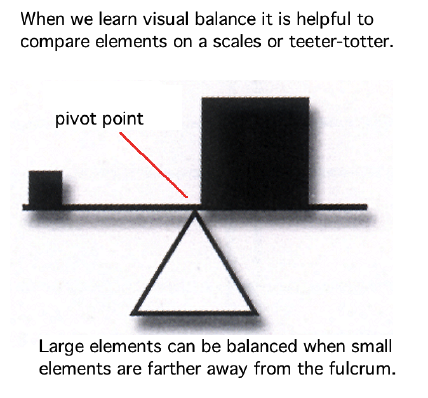 When we learn visual balance it is helpful to
compare elements on a scales or teeter-totter.
pivot point
Large elements can be balanced when small
elements are farther away from the fulcrum.